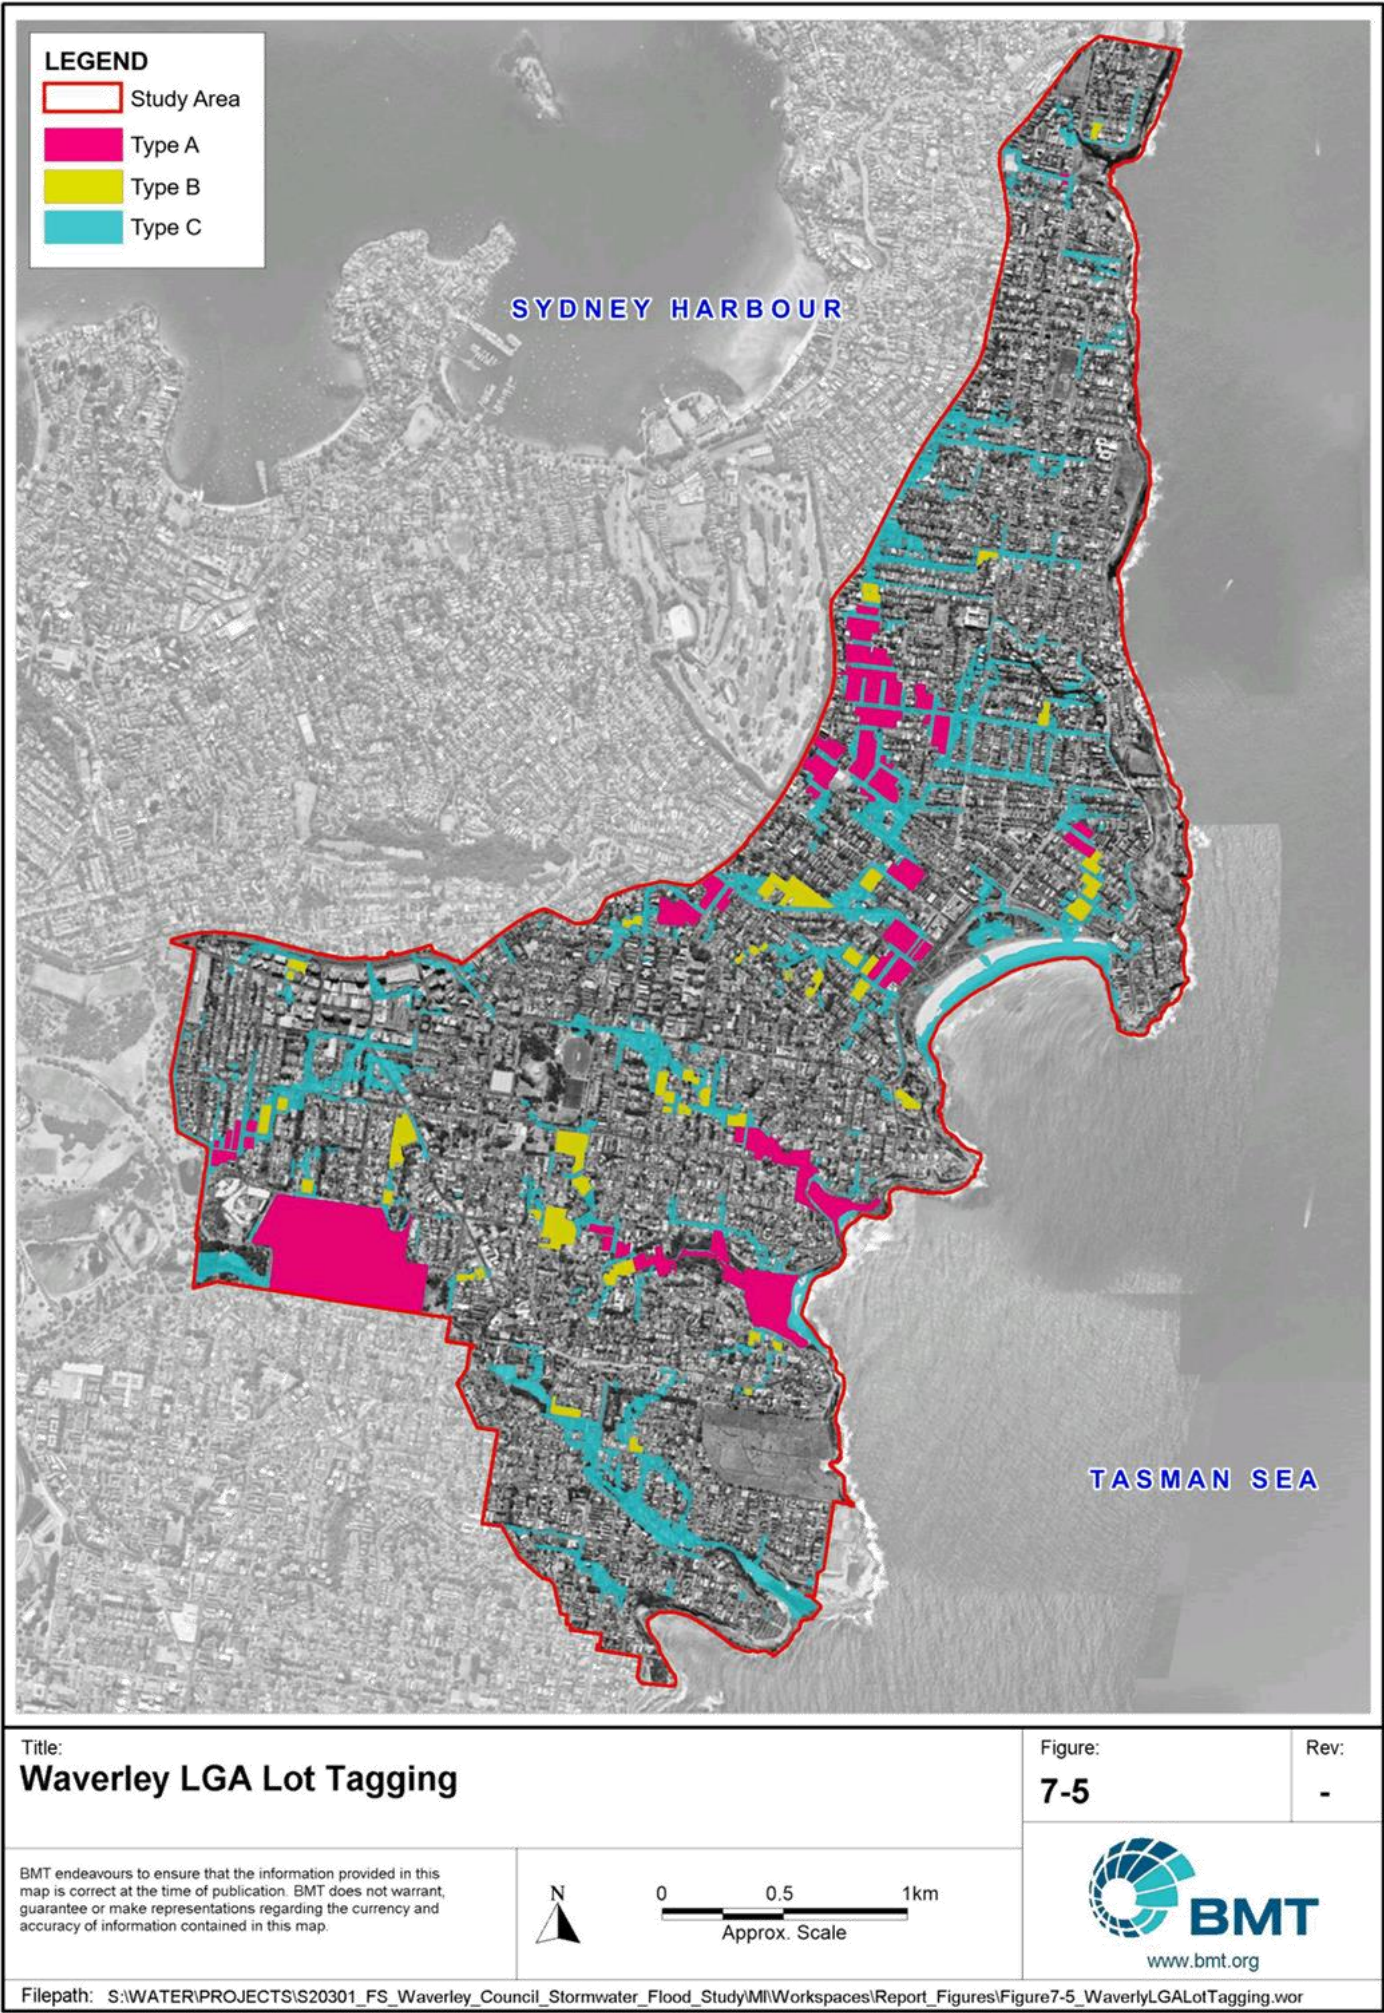 LEGEND
Study Area
Type A
Type B
Type C
SYDNEY HARBOUR
TASMAN SEA
Title:
Waverley LGA Lot Tagging
Figure:
7-5
Rev:
-
BMT endeavours to ensure that the information provided in this
map is correct at the time of publication. BMT does not warrant,
guarantee or make representations regarding the currency and
accuracy of information contained in this map.
N
0 0.5 1km
Approx. Scale
BMT
www.bmt.org
Filepath: S:\WATER\PROJECTS\S20301_FS_Waverley_Council_Stormwater_Flood_Study\MI\Workspaces\Report_Figures\Figure7-5_WaverlyLGALotTagging.wor